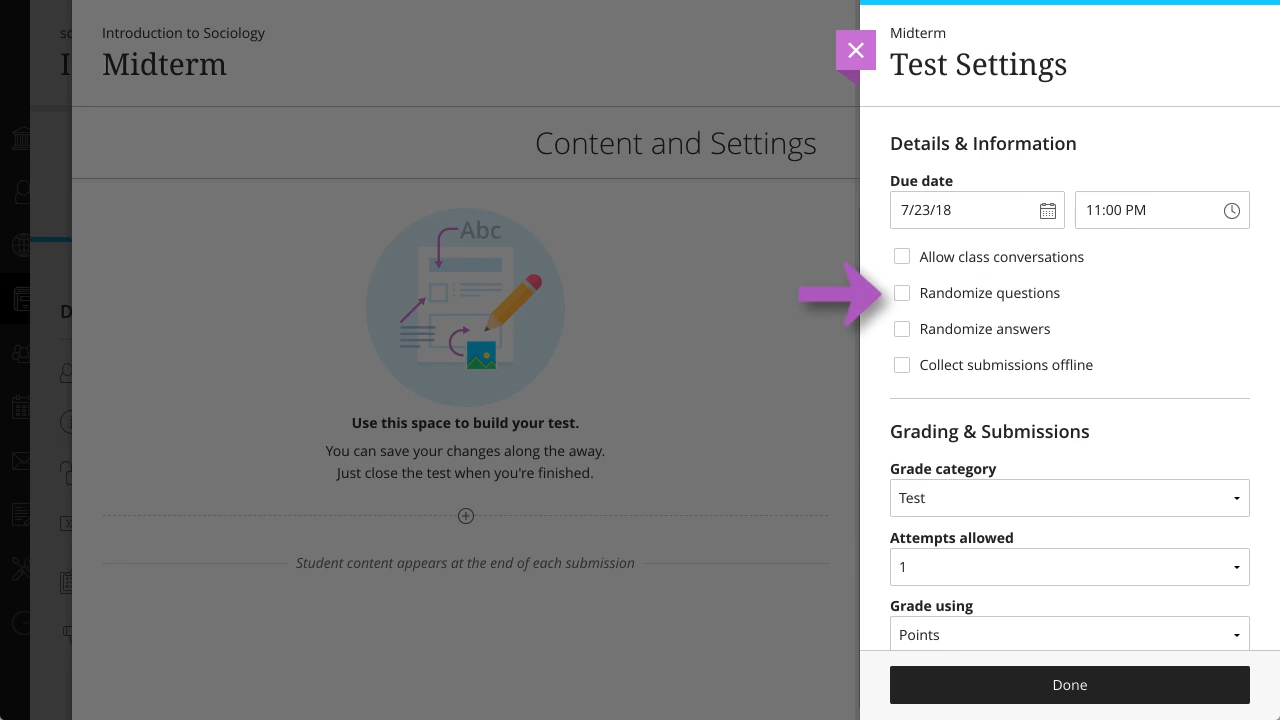 Introduction to Sociology
Midterm
Content and Settings
Abc
Use this space to build your test.
You can save your changes along the away.
Just close the test when you're finished.
Student content appears at the end of each submission
Midterm
Test Settings
Details & Information
Due date
7/23/18
11:00 PM
Allow class conversations
Randomize questions
Randomize answers
Collect submissions offline
Grading & Submissions
Grade category
Test
Attempts allowed
1
Grade using
Points
Done